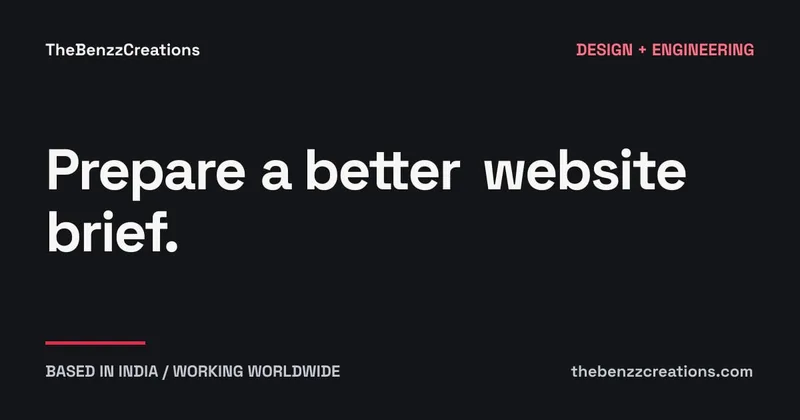 TheBenzzCreations
DESIGN + ENGINEERING
Prepare a better website
brief.
BASED IN INDIA / WORKING WORLDWIDE
thebenzzcreations.com